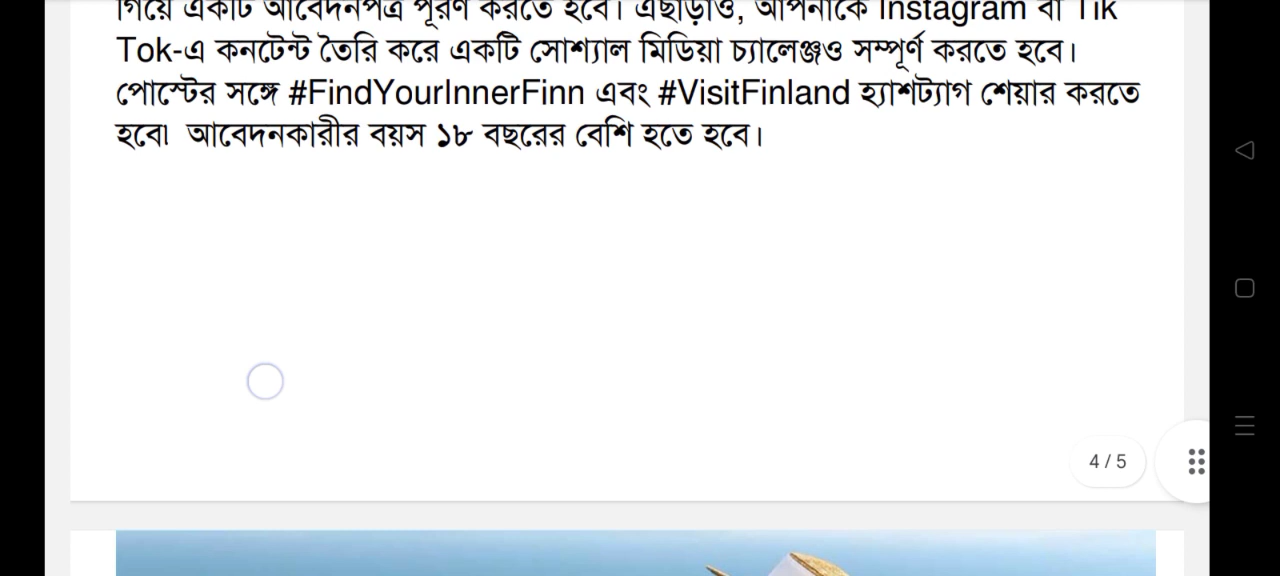 গিয়ে একটি আবেদনপত্র পূরণ করতে হবে। এছাড়াও, আপনাকে Instagram বা Tik
Tok-এ কনটেন্ট তৈরি করে একটি সোশ্যাল মিডিয়া চ্যালেঞ্জও সম্পূর্ণ করতে হবে।
পোস্টের সঙ্গে #FindYourInnerFinn এবং #VisitFinland হ্যাশট্যাগ শেয়ার করতে
হবে৷ আবেদনকারীর বয়স ১৮ বছরের বেশি হতে হবে।
4 / 5